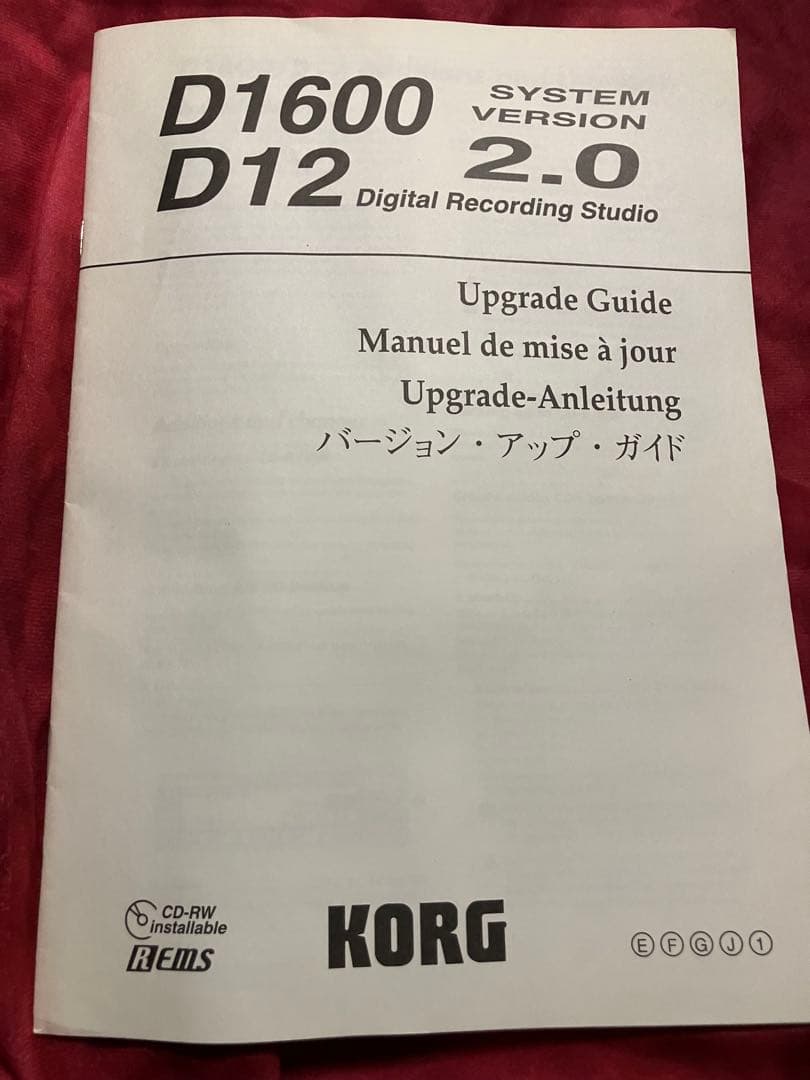 D1600
D12
SYSTEM
VERSION
2.0
Digital Recording Studio
Upgrade Guide
Manuel de mise à jour
Upgrade-Anleitung
バージョン・アップ・ガイド
CD-RW
installable
REMS
KORG
Ⓔ Ⓕ Ⓖ Ⓙ ①